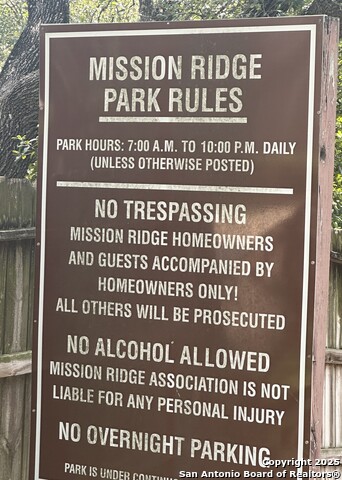 MISSION RIDGE
PARK RULES
PARK HOURS: 7:00 A.M. TO 10:00 P.M. DAILY
(UNLESS OTHERWISE POSTED)
NO TRESPASSING
MISSION RIDGE HOMEOWNERS
AND GUESTS ACCOMPANIED BY
HOMEOWNERS ONLY!
ALL OTHERS WILL BE PROSECUTED
NO ALCOHOL ALLOWED
MISSION RIDGE ASSOCIATION IS NOT
LIABLE FOR ANY PERSONAL INJURY
NO OVERNIGHT PARKING
PARK IS UNDER
Copyright 2025
San Antonio Board of Realtors®